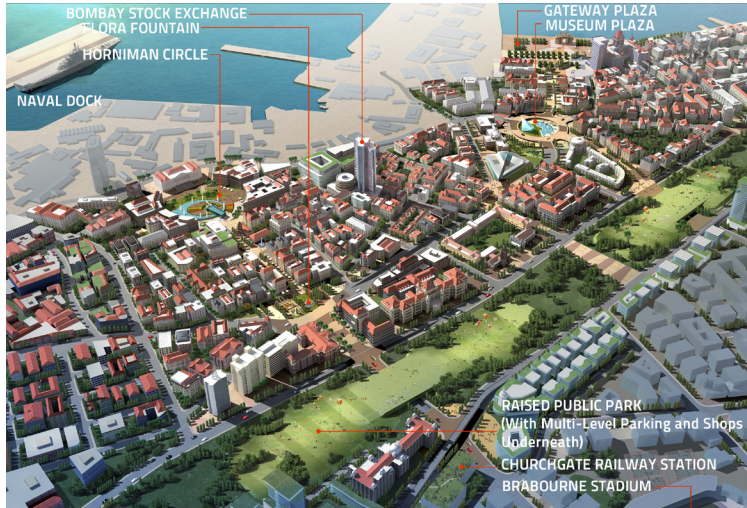 BOMBAY STOCK EXCHANGE
FLORA FOUNTAIN
HORNIMAN CIRCLE
NAVAL DOCK
GATEWAY PLAZA
MUSEUM PLAZA
RAISED PUBLIC PARK
(With Multi-Level Parking and Shops
Underneath)
CHURCHGATE RAILWAY STATION
BRABOURNE STADIUM